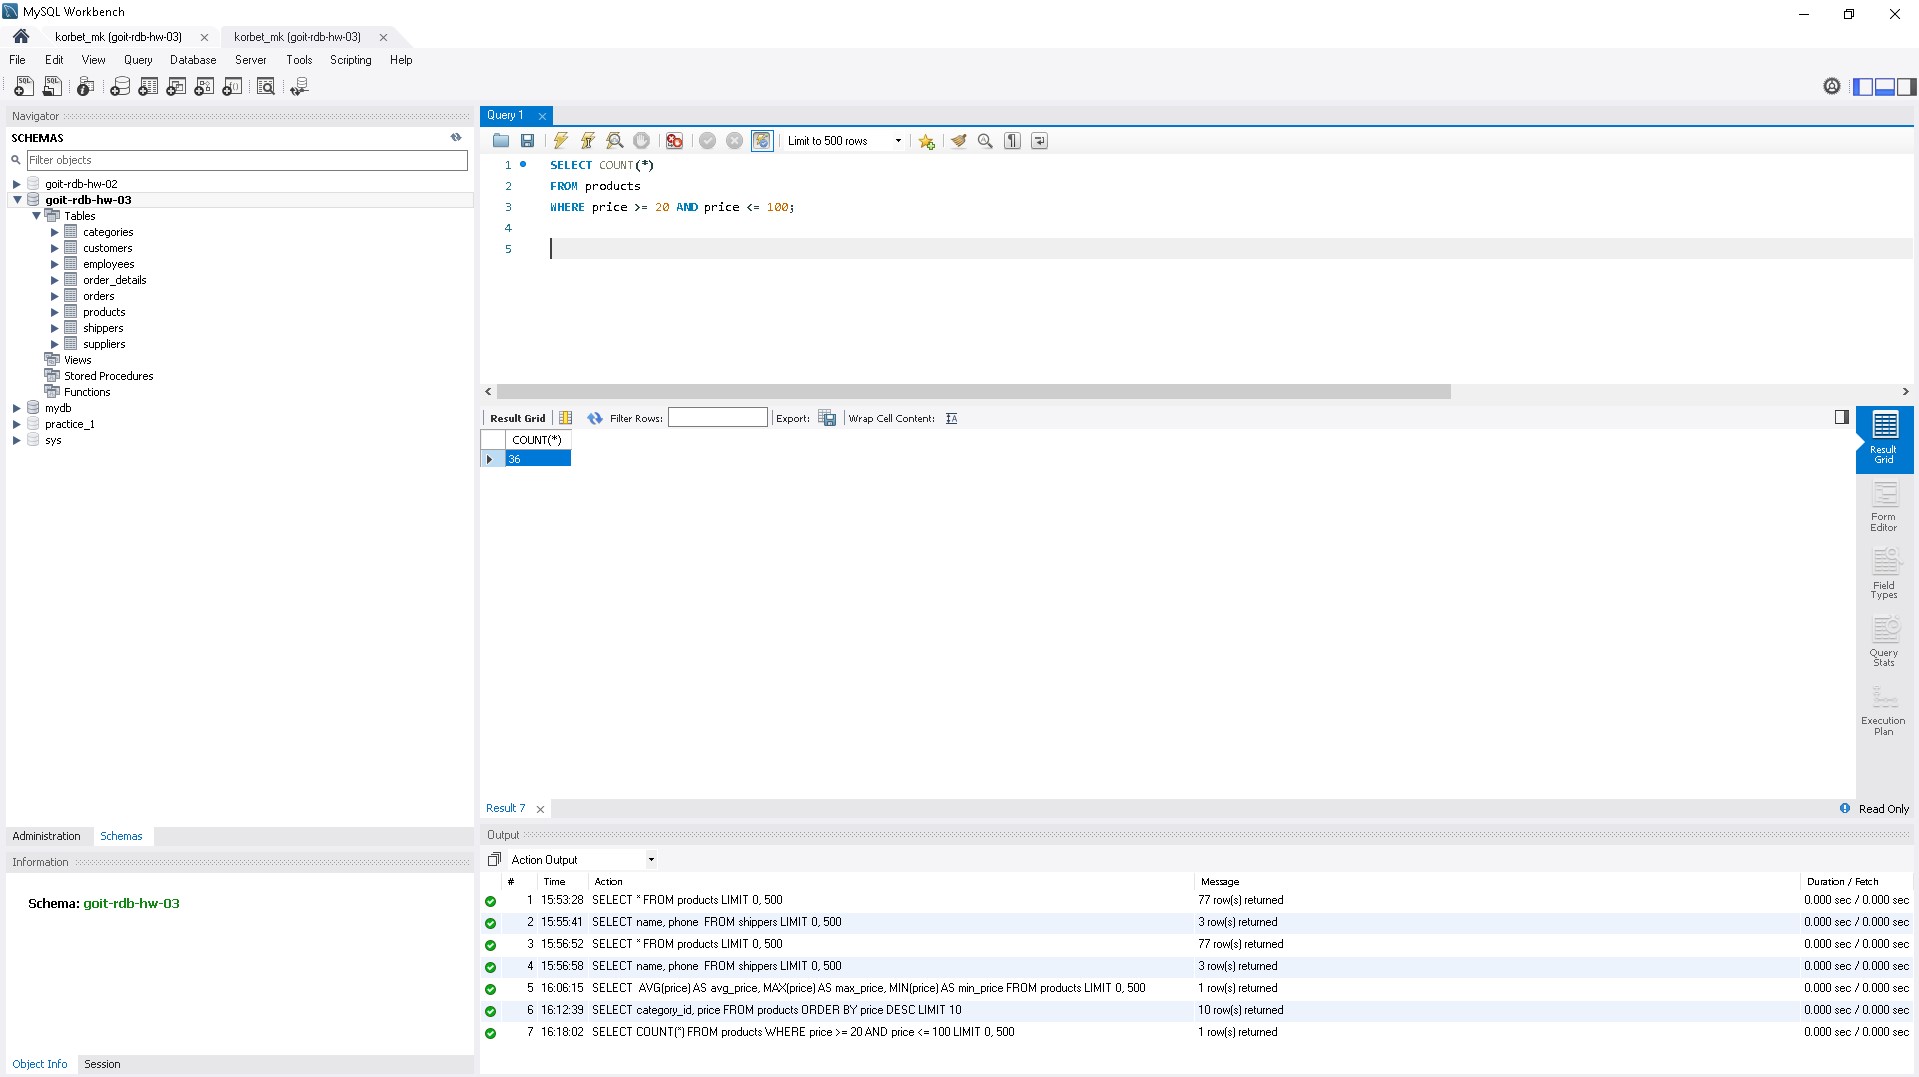 MySQL Workbench
korbet_mk (goit-rdb-hw-03)
korbet_mk (goit-rdb-hw-03)
File Edit View Query Database Server Tools Scripting Help
Navigator
SCHEMAS
Filter objects
goit-rdb-hw-02
goit-rdb-hw-03
Tables
categories
customers
employees
order_details
orders
products
shippers
suppliers
Views
Stored Procedures
Functions
mydb
practice_1
sys
Administration Schemas
Information
Schema: goit-rdb-hw-03
Object Info Session
Query 1
Limit to 500 rows
1 SELECT COUNT(*)
2 FROM products
3 WHERE price >= 20 AND price <= 100;
4
5
Result Grid Filter Rows: Export: Wrap Cell Content:
COUNT(*)
36
Result Grid
Form Editor
Field Types
Query Stats
Execution Plan
Result 7
Read Only
Output
Action Output
# Time Action Message Duration / Fetch
1 15:53:28 SELECT * FROM products LIMIT 0, 500 77 row(s) returned 0.000 sec / 0.000 sec
2 15:55:41 SELECT name, phone  FROM shippers LIMIT 0, 500 3 row(s) returned 0.000 sec / 0.000 sec
3 15:56:52 SELECT * FROM products LIMIT 0, 500 77 row(s) returned 0.000 sec / 0.000 sec
4 15:56:58 SELECT name, phone  FROM shippers LIMIT 0, 500 3 row(s) returned 0.000 sec / 0.000 sec
5 16:06:15 SELECT  AVG(price) AS avg_price, MAX(price) AS max_price, MIN(price) AS min_price FROM products LIMIT 0, 500 1 row(s) returned 0.000 sec / 0.000 sec
6 16:12:39 SELECT category_id, price FROM products ORDER BY price DESC LIMIT 10 10 row(s) returned 0.000 sec / 0.000 sec
7 16:18:02 SELECT COUNT(*) FROM products WHERE price >= 20 AND price <= 100 LIMIT 0, 500 1 row(s) returned 0.000 sec / 0.000 sec